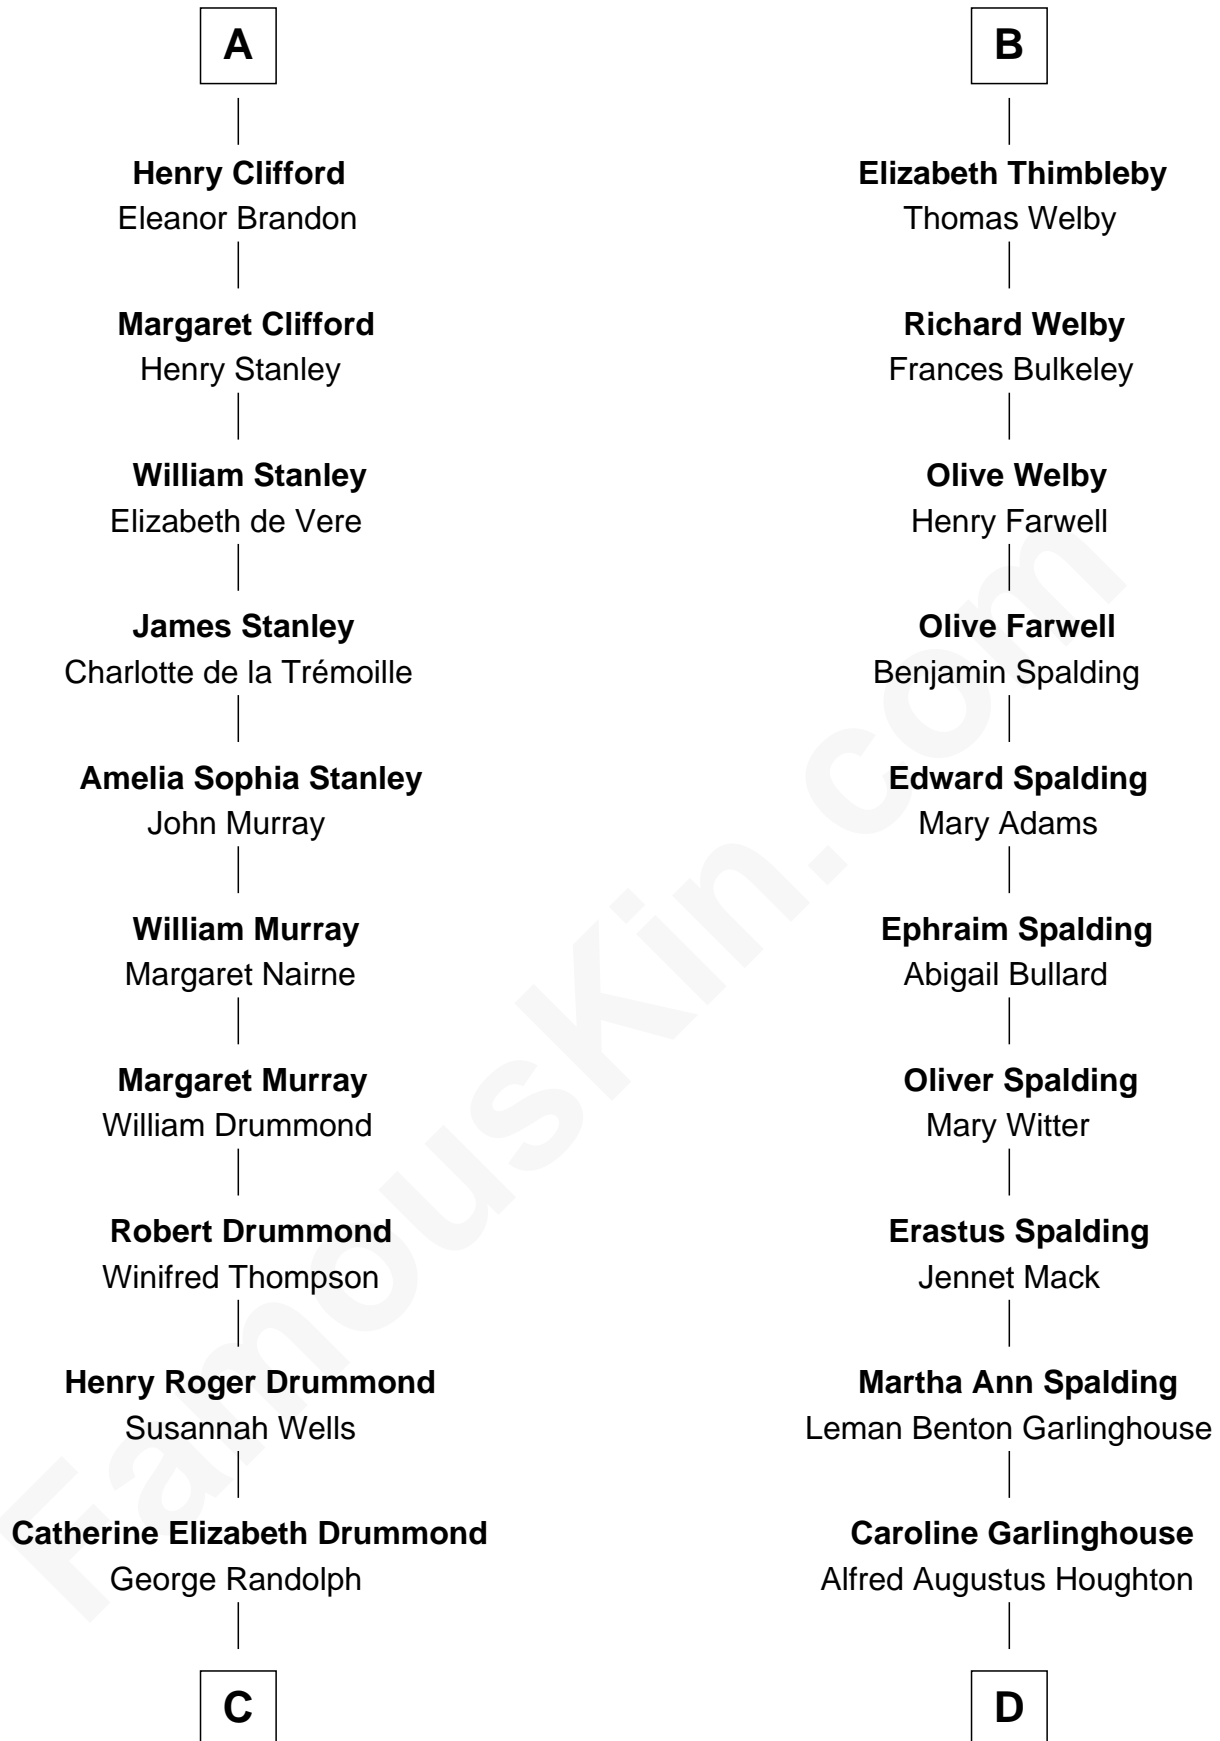 A
Henry Clifford
Eleanor Brandon
Margaret Clifford
Henry Stanley
William Stanley
Elizabeth de Vere
James Stanley
Charlotte de la Trémoille
Amelia Sophia Stanley
John Murray
William Murray
Margaret Nairne
Margaret Murray
William Drummond
Robert Drummond
Winifred Thompson
Henry Roger Drummond
Susannah Wells
Catherine Elizabeth Drummond
George Randolph
C
B
Elizabeth Thimbleby
Thomas Welby
Richard Welby
Frances Bulkeley
Olive Welby
Henry Farwell
Olive Farwell
Benjamin Spalding
Edward Spalding
Mary Adams
Ephraim Spalding
Abigail Bullard
Oliver Spalding
Mary Witter
Erastus Spalding
Jennet Mack
Martha Ann Spalding
Leman Benton Garlinghouse
Caroline Garlinghouse
Alfred Augustus Houghton
D
FamousKin.com